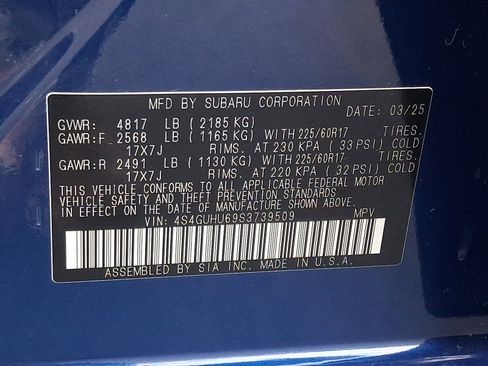 MFD BY SUBARU CORPORATION
DATE: 03/25
GVWR: 4817 LB ( 2185 KG)
GAWR:F 2568 LB ( 1165 KG) WITH 225/60R17 TIRES.
17X7J RIMS. AT 230 KPA ( 33 PSI) COLD
GAWR:R 2491 LB ( 1130 KG) WITH 225/60R17 TIRES.
17X7J RIMS. AT 220 KPA ( 32 PSI) COLD
THIS VEHICLE CONFORMS TO ALL APPLICABLE FEDERAL MOTOR
VEHICLE SAFETY AND THEFT PREVENTION STANDARDS IN EFFECT
ON THE DATE OF MANUFACTURE SHOWN ABOVE.
VIN: 4S4GUHU69S3739509 MPV
ASSEMBLED BY SIA INC. MADE IN U.S.A.